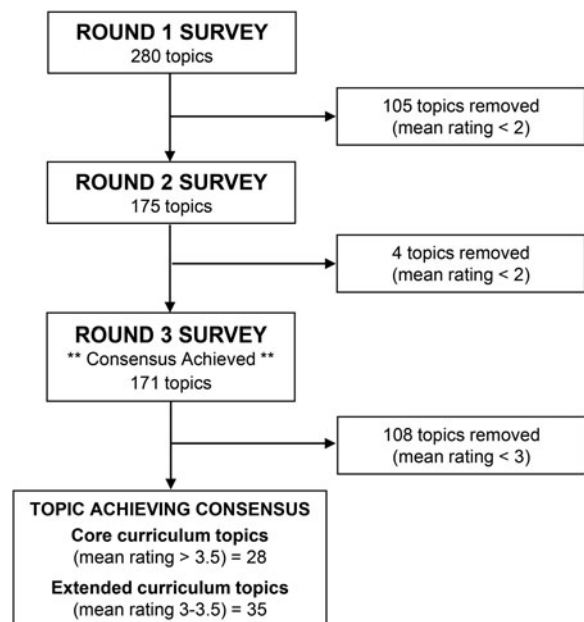 ROUND 1 SURVEY
280 topics
105 topics removed
(mean rating < 2)
ROUND 2 SURVEY
175 topics
4 topics removed
(mean rating < 2)
ROUND 3 SURVEY
** Consensus Achieved **
171 topics
108 topics removed
(mean rating < 3)
TOPIC ACHIEVING CONSENSUS
Core curriculum topics
(mean rating > 3.5) = 28
Extended curriculum topics
(mean rating 3-3.5) = 35